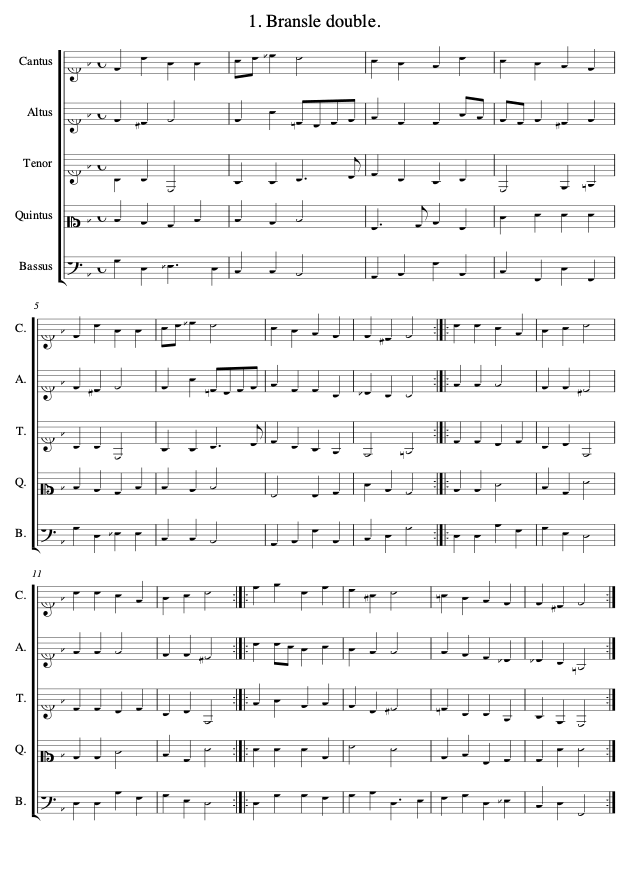 1. Bransle double.
Cantus
Altus
Tenor
Quintus
Bassus
5
C.
A.
T.
Q.
B.
11
C.
A.
T.
Q.
B.